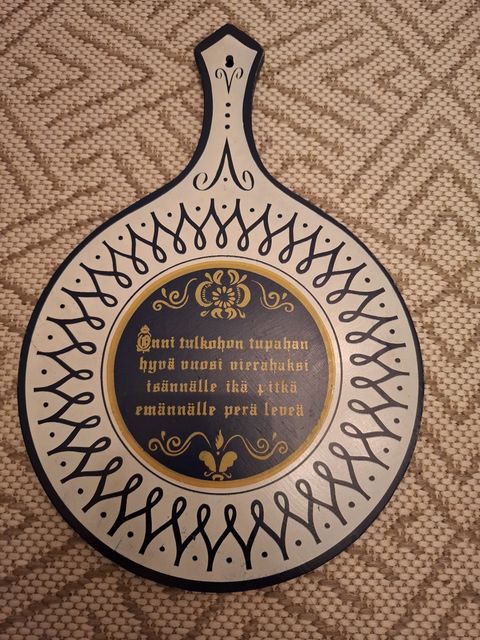 Onni tulkohon tupahan
hyvä vuosi vierahaksi
isännälle ikä pitkä
emännälle perä leveä